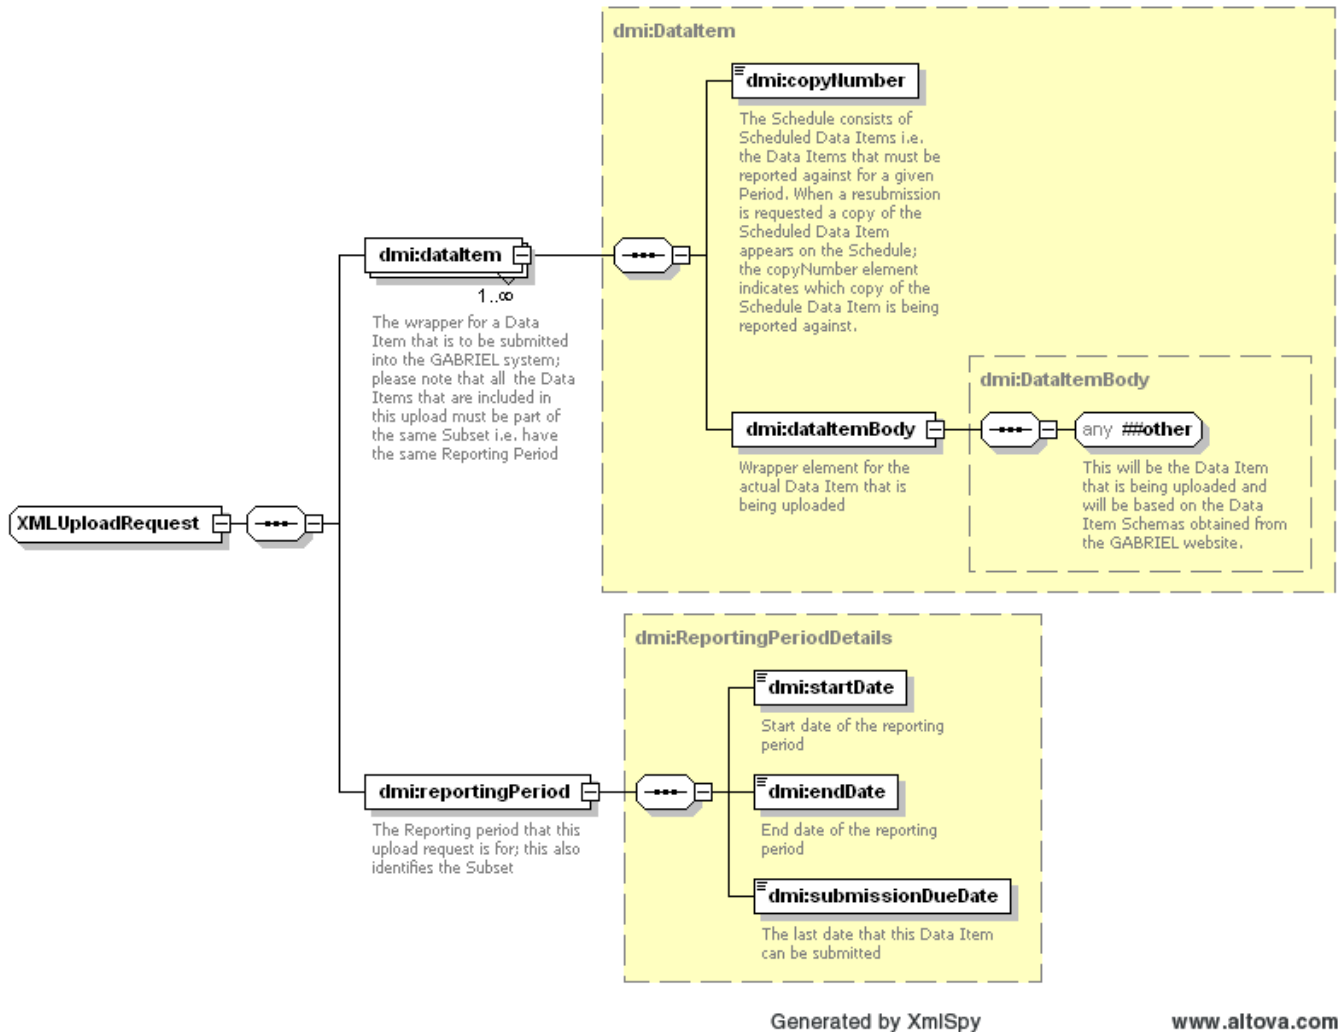 dmi:DataItem
dmi:copyNumber
The Schedule consists of
Scheduled Data Items i.e.
the Data Items that must be
reported against for a given
Period. When a resubmission
is requested a copy of the
Scheduled Data Item
appears on the Schedule;
the copyNumber element
indicates which copy of the
Schedule Data Item is being
reported against.
dmi:dataItem
1..∞
The wrapper for a Data
Item that is to be submitted
into the GABRIEL system;
please note that all the Data
Items that are included in
this upload must be part of
the same Subset i.e. have
the same Reporting Period
dmi:dataItemBody
Wrapper element for the
actual Data Item that is
being uploaded
dmi:DataItemBody
any ##other
This will be the Data Item
that is being uploaded and
will be based on the Data
Item Schemas obtained from
the GABRIEL website.
XMLUploadRequest
dmi:reportingPeriod
The Reporting period that this
upload request is for; this also
identifies the Subset
dmi:ReportingPeriodDetails
dmi:startDate
Start date of the reporting
period
dmi:endDate
End date of the reporting
period
dmi:submissionDueDate
The last date that this Data Item
can be submitted
Generated by XmlSpy
www.altova.com